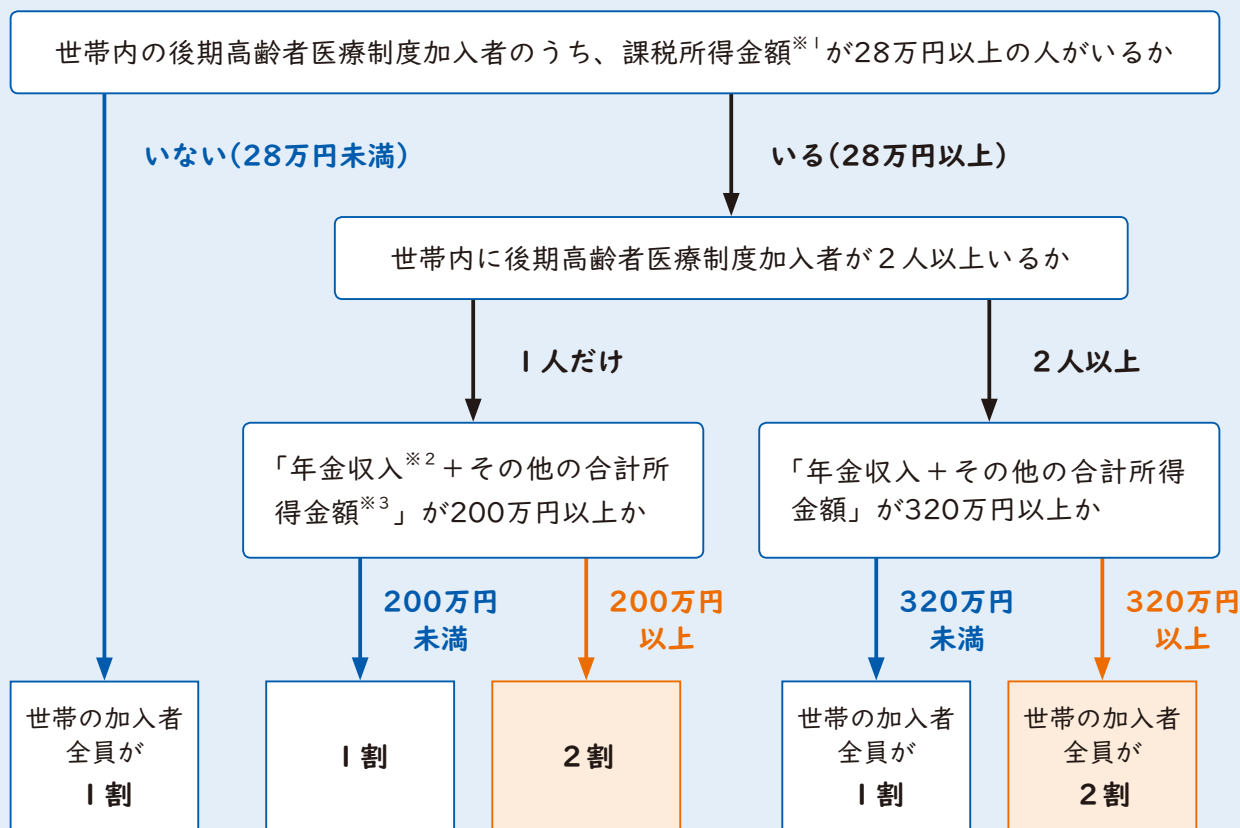 世帯内の後期高齢者医療制度加入者のうち、課税所得金額※1が28万円以上の人がいるか
いない(28万円未満)
いる(28万円以上)
世帯内に後期高齢者医療制度加入者が2人以上いるか
1人だけ
2人以上
「年金収入※2+その他の合計所
得金額※3」が200万円以上か
「年金収入+その他の合計所得
金額」が320万円以上か
200万円
未満
200万円
以上
320万円
未満
320万円
以上
世帯の加入者
全員が
1割
1割
2割
世帯の加入者
全員が
1割
世帯の加入者
全員が
2割